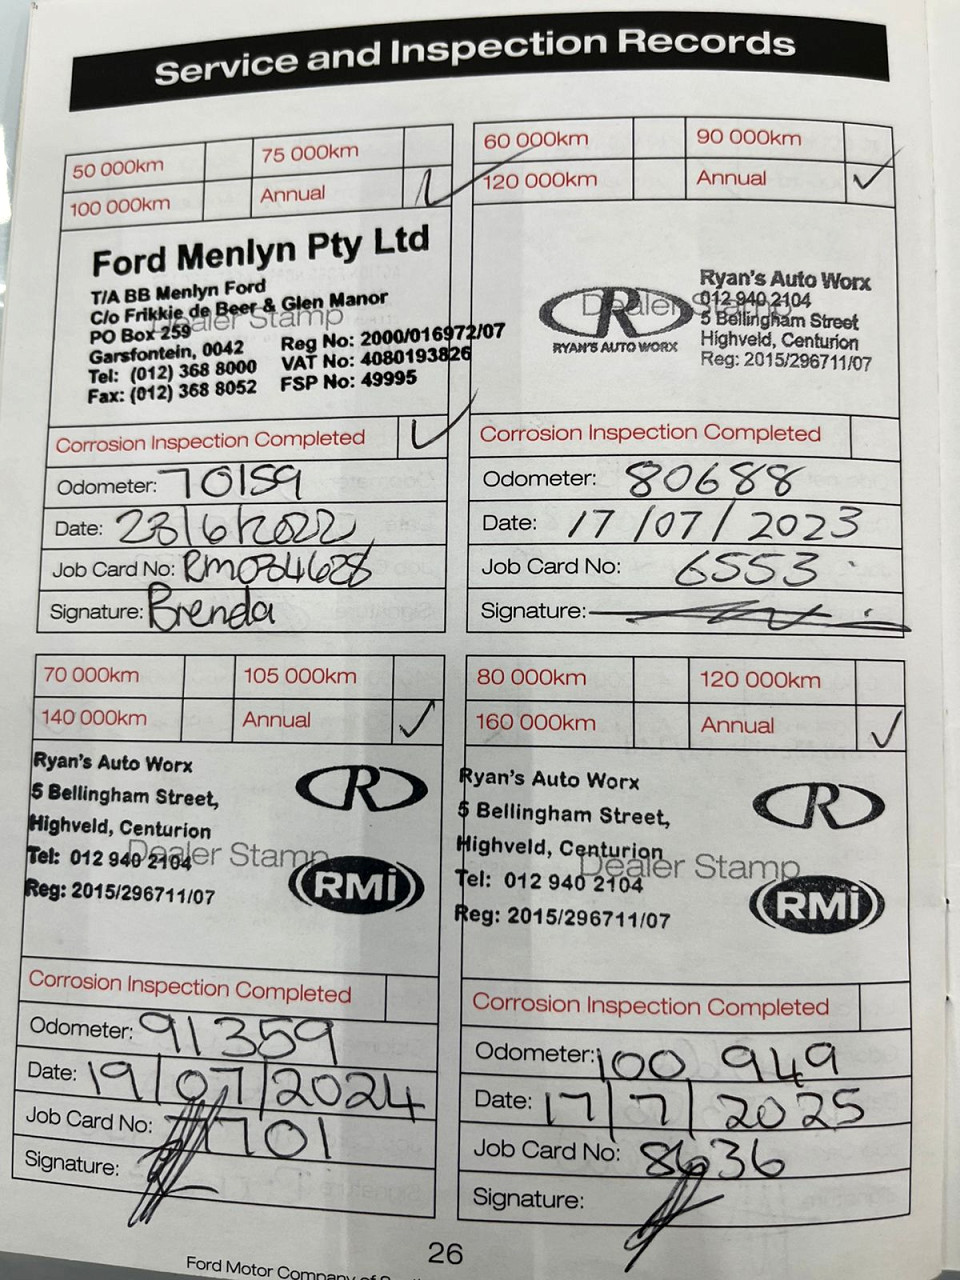 Service and Inspection Records
50 000km 75 000km
100 000km Annual
Ford Menlyn Pty Ltd
T/A BB Menlyn Ford
C/o Frikkie de Beer & Glen Manor
Dealer Stamp
PO Box 259
Garsfontein, 0042 Reg No: 2000/016972/07
Tel: (012) 368 8000 VAT No: 4080193826
Fax: (012) 368 8052 FSP No: 49995
Corrosion Inspection Completed
Odometer: 70159
Date: 23/6/2022
Job Card No: RM034628
Signature: Brenda
60 000km 90 000km
120 000km Annual
Dealer Stamp
R
RYAN'S AUTO WORX
Ryan's Auto Worx
012 940 2104
5 Bellingham Street
Highveld, Centurion
Reg: 2015/296711/07
Corrosion Inspection Completed
Odometer: 80688
Date: 17/07/2023
Job Card No: 6553
Signature:
70 000km 105 000km
140 000km Annual
Ryan's Auto Worx
5 Bellingham Street,
Highveld, Centurion
Tel: 012 940 2104
Reg: 2015/296711/07
Dealer Stamp
R
RMi
Corrosion Inspection Completed
Odometer: 91359
Date: 19/07/2024
Job Card No: 7701
Signature:
80 000km 120 000km
160 000km Annual
Ryan's Auto Worx
5 Bellingham Street,
Highveld, Centurion
Tel: 012 940 2104
Reg: 2015/296711/07
Dealer Stamp
R
RMi
Corrosion Inspection Completed
Odometer: 100 949
Date: 17/7/2025
Job Card No: 8636
Signature:
26
Ford Motor Company of